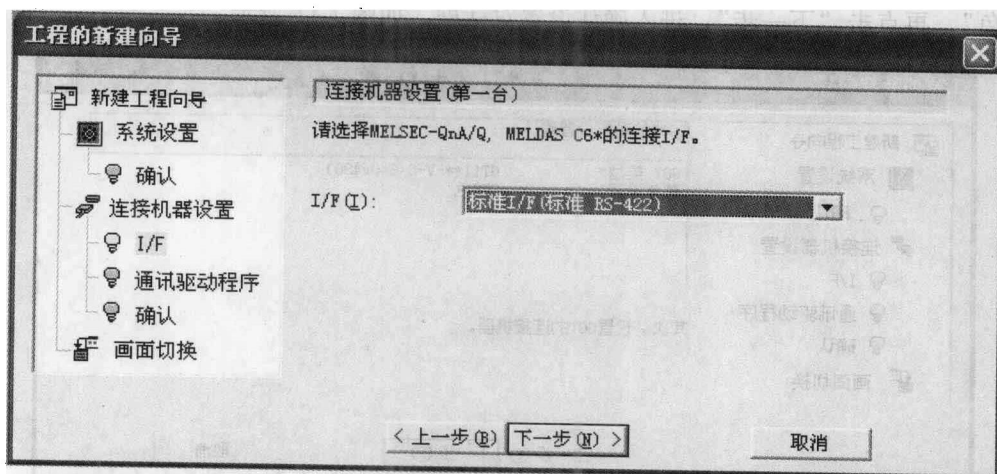 工程的新建向导
新建工程向导
系统设置
确认
连接机器设置
I/F
通讯驱动程序
确认
画面切换
连接机器设置(第一台)
请选择MELSEC-QnA/Q, MELDAS C6*的连接I/F。
I/F(I):
标准I/F(标准 RS-422)
<上一步(B)
下一步(N) >
取消